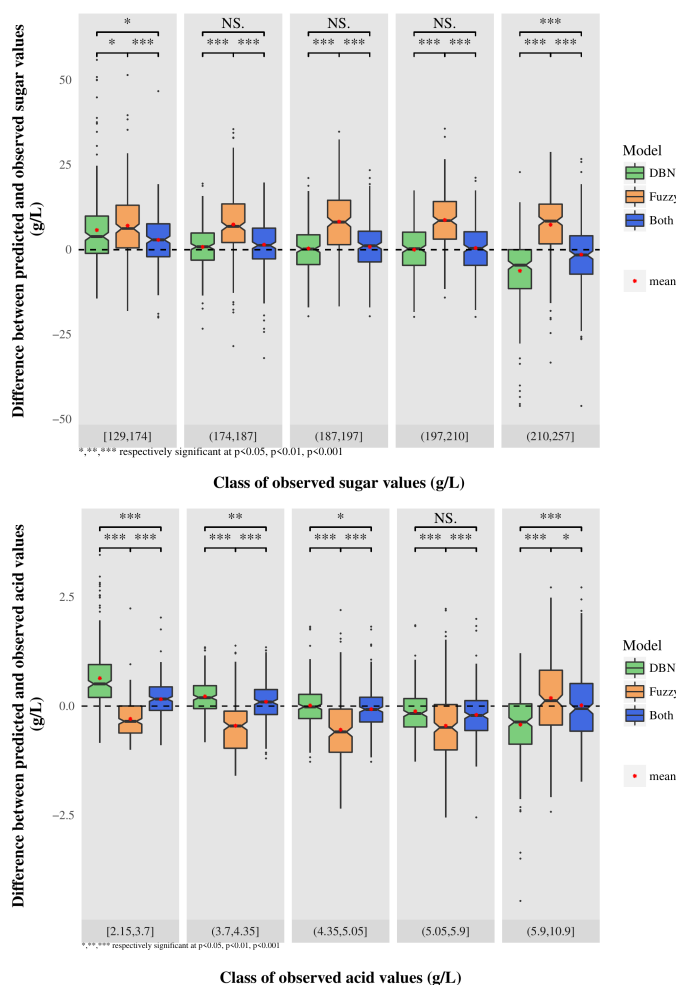 Difference between predicted and observed sugar values
(g/L)
* NS. NS. NS. ***
* *** *** *** *** *** *** *** *** ***
50
25
0
−25
−50
[129,174] (174,187] (187,197] (197,210] (210,257]
*,**,*** respectively significant at p<0.05, p<0.01, p<0.001
Class of observed sugar values (g/L)
Model
DBN
Fuzzy
Both
mean
Difference between predicted and observed acid values
(g/L)
*** ** * NS. ***
*** *** *** *** *** *** *** *** *** *
2.5
0.0
−2.5
[2.15,3.7] (3.7,4.35] (4.35,5.05] (5.05,5.9] (5.9,10.9]
*,**,*** respectively significant at p<0.05, p<0.01, p<0.001
Class of observed acid values (g/L)
Model
DBN
Fuzzy
Both
mean